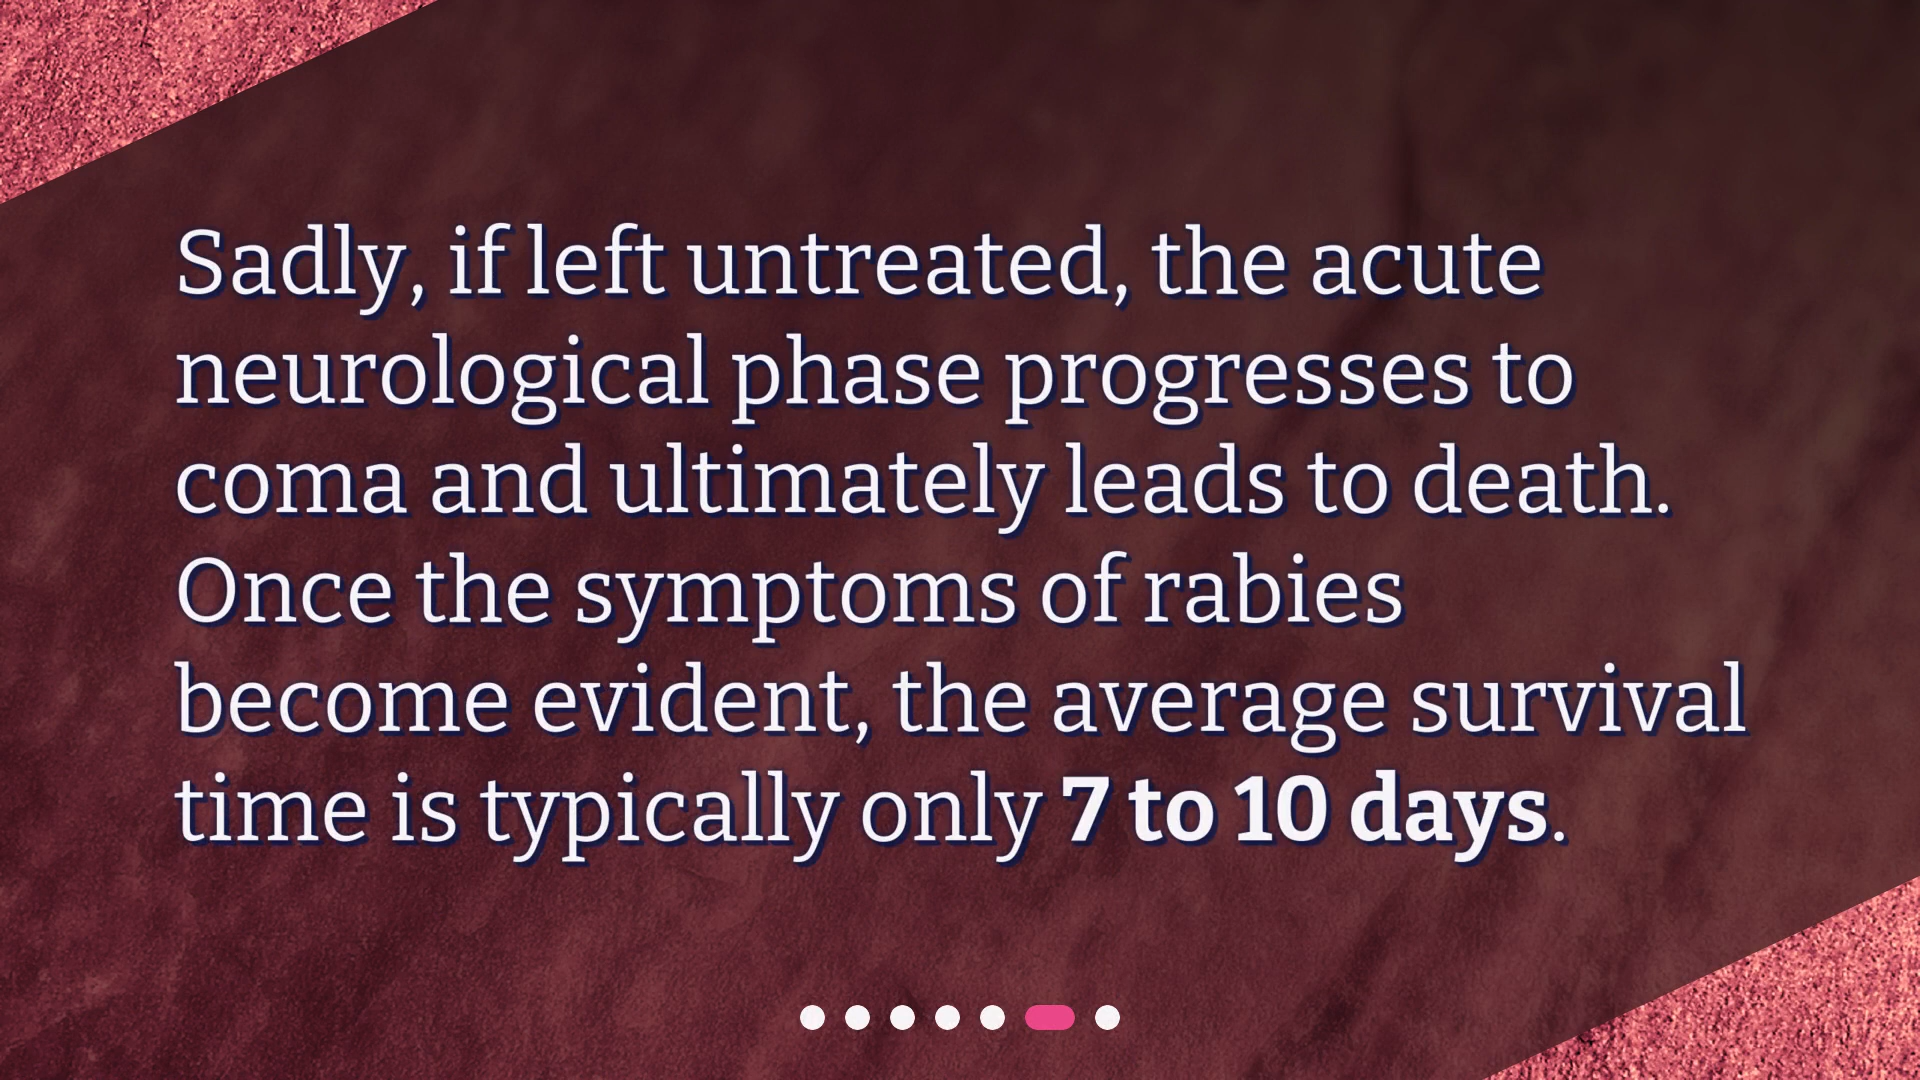 Sadly, if left untreated, the acute
neurological phase progresses to
coma and ultimately leads to death.
Once the symptoms of rabies
become evident, the average survival
time is typically only 7 to 10 days.